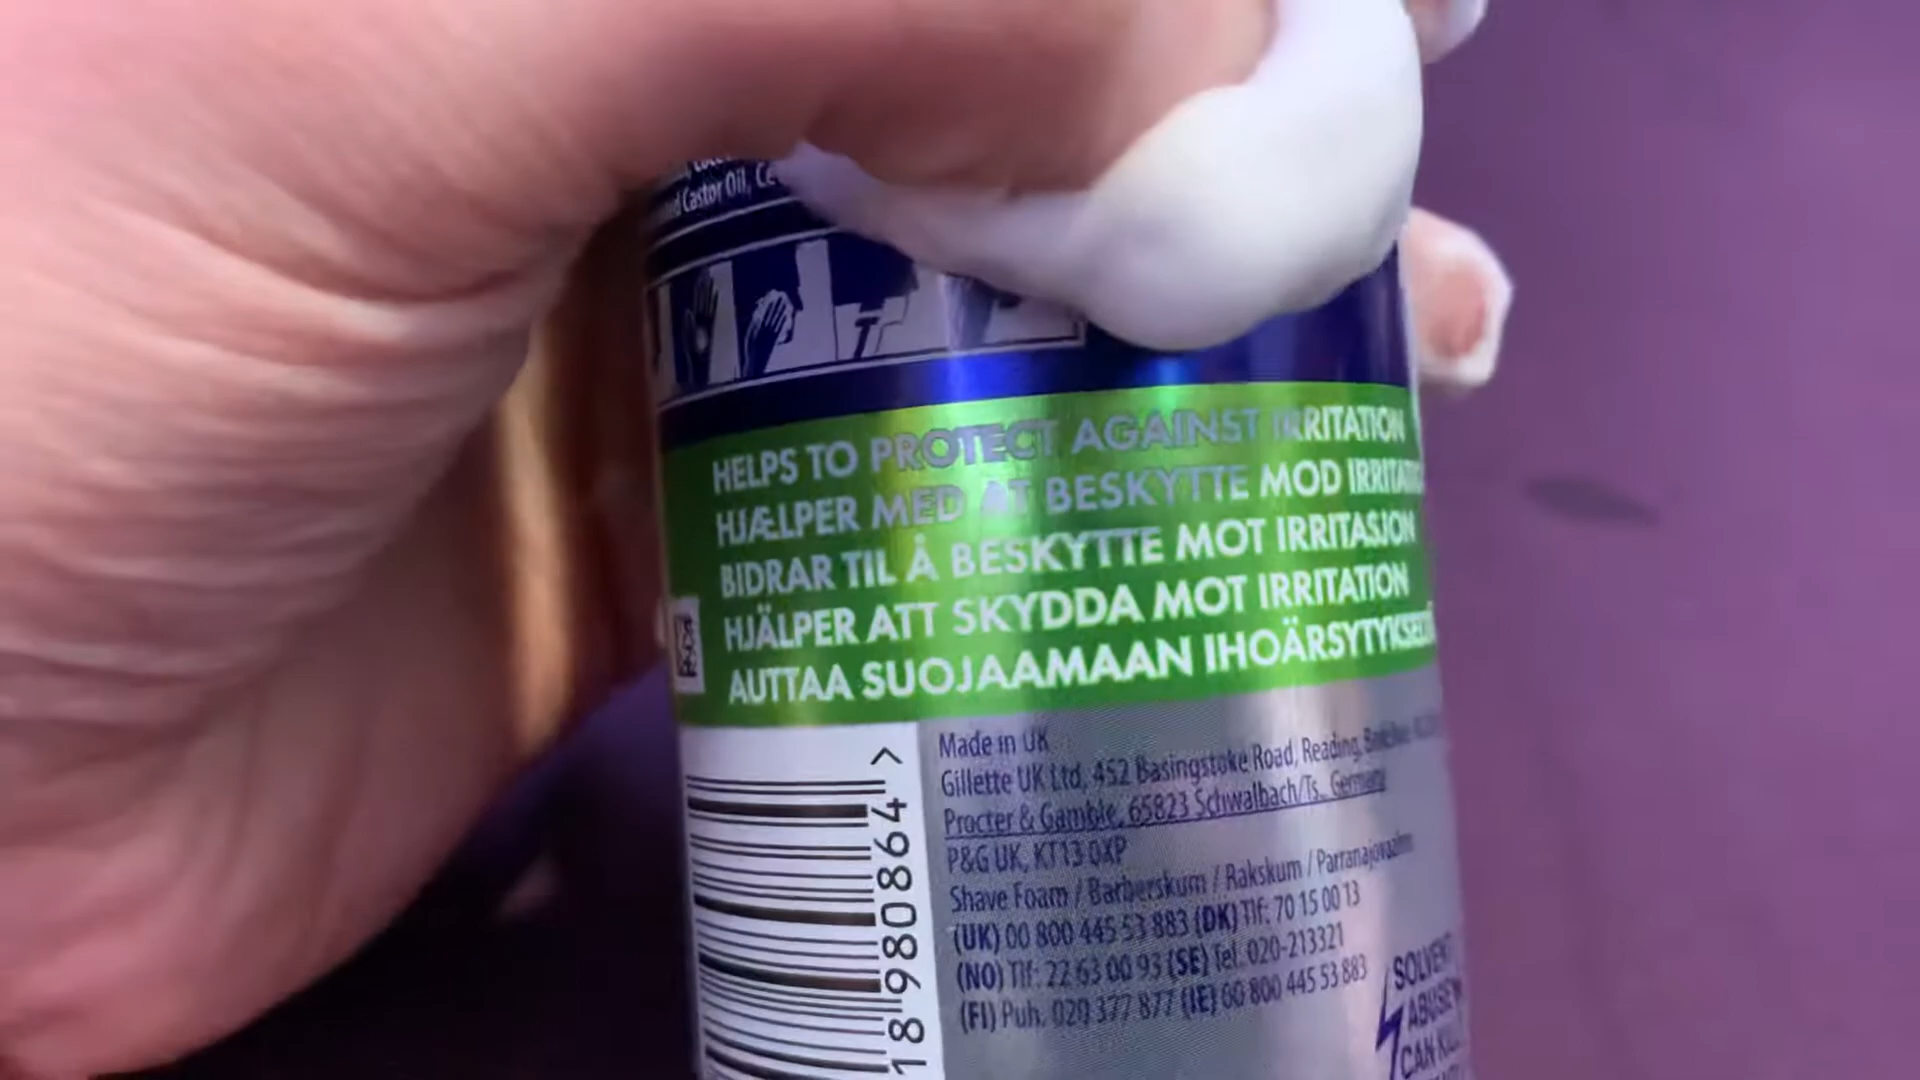 Castor Oil,
HELPS TO PROTECT AGAINST IRRITATION
HJÆLPER MED AT BESKYTTE MOD
BIDRAR TIL Å BESKYTTE MOT IRRITASJON
HJÄLPER ATT SKYDDA MOT IRRITATION
AUTTAA SUOJAAMAAN
Made in UK
Gillette UK Ltd, 452 Basingstoke Road, Reading,
Procter & Gamble, 65823 Schwalbach/Ts., Germany
P&G UK, KT13 0XP
Shave Foam / Barberskum / Rakskum / Parranajovaahto
(UK) 00 800 445 53 883 (DK) Tlf: 70 15 00 13
(NO) Tlf: 22 63 00 93 (SE) Tel. 020-213321
(FI) Puh. 020 377 877 (IE) 00 800 445 53 883
18980864 >
SOLVENT
ABUSE
CAN KILL